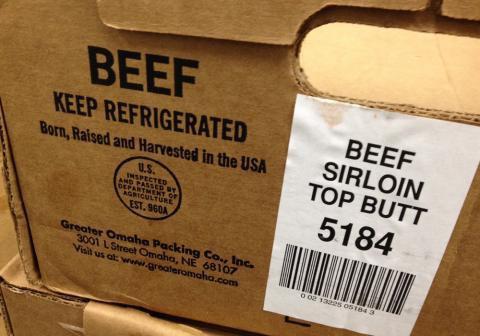 BEEF
KEEP REFRIGERATED
Born, Raised and Harvested in the USA
U.S.
INSPECTED
AND PASSED BY
DEPARTMENT OF
AGRICULTURE
EST. 960A
Greater Omaha Packing Co., Inc.
3001 L Street Omaha, NE 68107
Visit us at: www.greateromaha.com
BEEF
SIRLOIN
TOP BUTT
5184
0 02 13225 05184 3